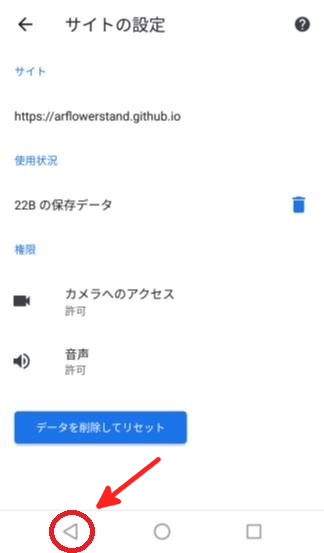 サイトの設定
サイト
https://arflowerstand.github.io
使用状況
22B の保存データ
権限
カメラへのアクセス
許可
音声
許可
データを削除してリセット